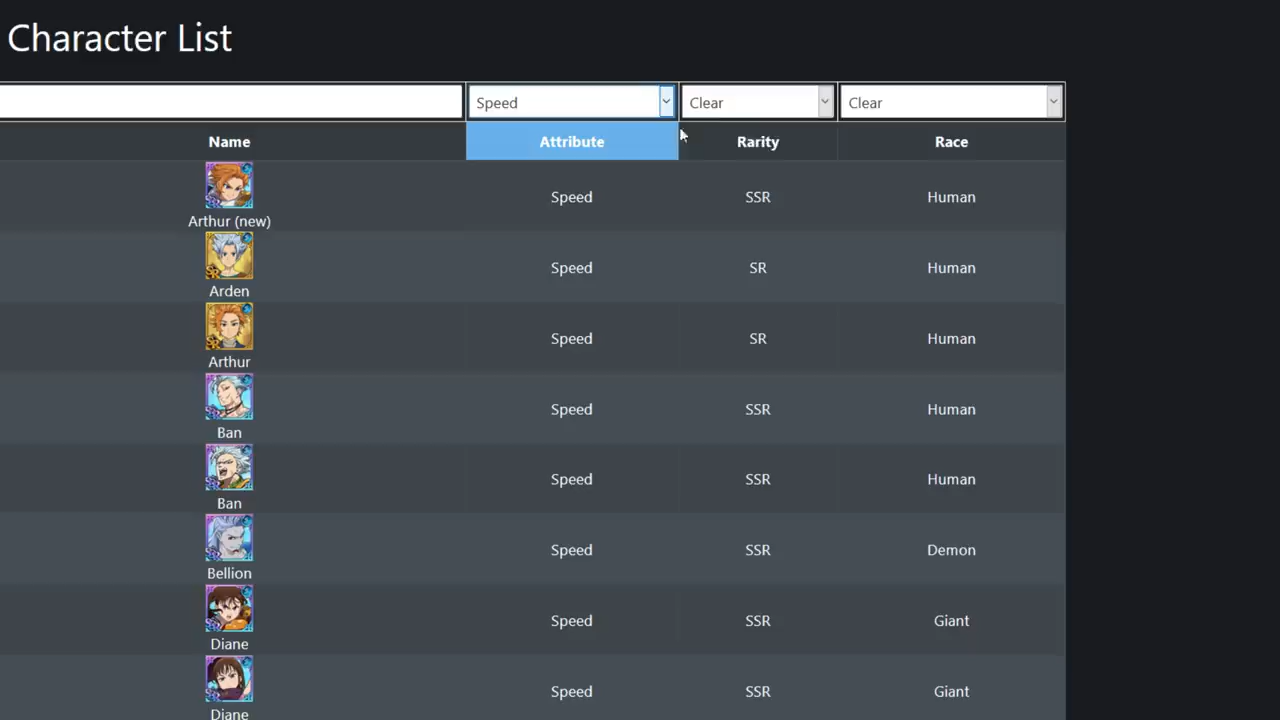 Character List
Speed Clear Clear
Name Attribute Rarity Race
Speed SSR Human
Arthur (new)
Speed SR Human
Arden
Speed SR Human
Arthur
Speed SSR Human
Ban
Speed SSR Human
Ban
Speed SSR Demon
Bellion
Speed SSR Giant
Diane
Speed SSR Giant
Diane